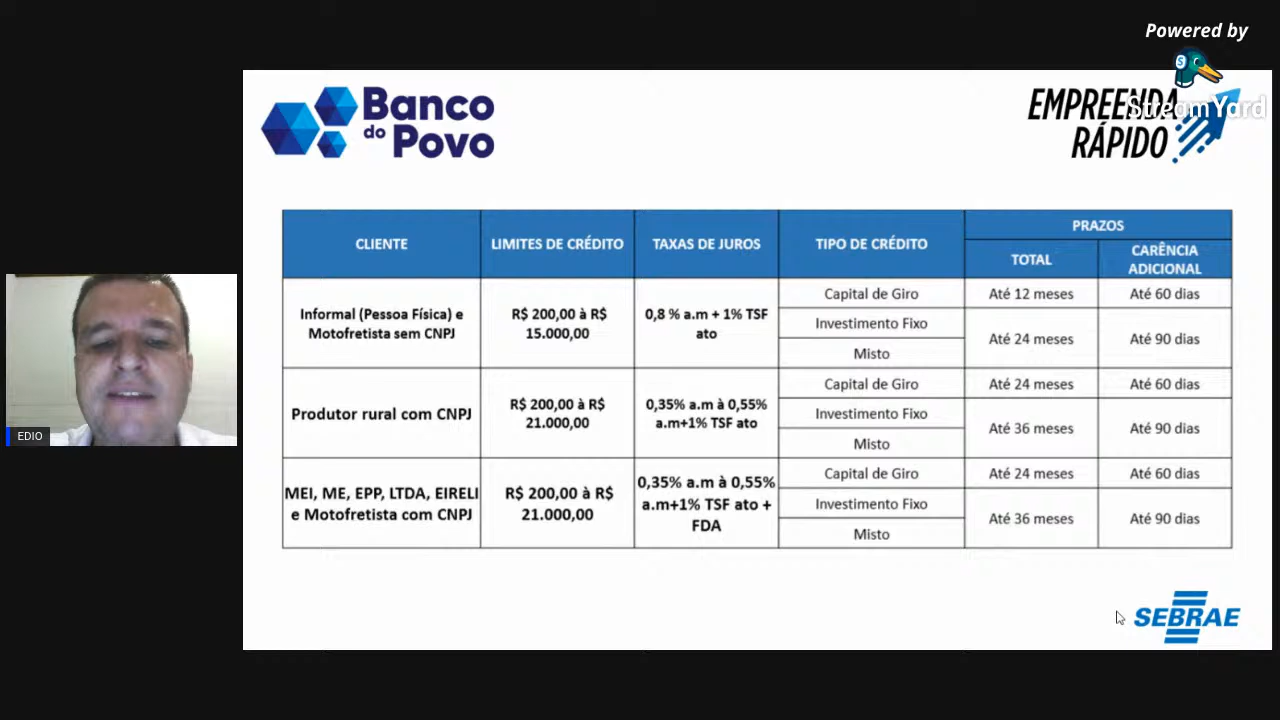 Powered by
StreamYard
Banco
do
Povo
EMPREENDA
RÁPIDO
CLIENTE
LIMITES DE CRÉDITO
TAXAS DE JUROS
TIPO DE CRÉDITO
PRAZOS
TOTAL
CARÊNCIA
ADICIONAL
Informal (Pessoa Física) e
Motofretista sem CNPJ
R$ 200,00 à R$
15.000,00
0,8 % a.m + 1% TSF
ato
Capital de Giro
Até 12 meses
Até 60 dias
Investimento Fixo
Misto
Até 24 meses
Até 90 dias
Produtor rural com CNPJ
R$ 200,00 à R$
21.000,00
0,35% a.m à 0,55%
a.m+1% TSF ato
Capital de Giro
Até 24 meses
Até 60 dias
Investimento Fixo
Misto
Até 36 meses
Até 90 dias
MEI, ME, EPP, LTDA, EIRELI
e Motofretista com CNPJ
R$ 200,00 à R$
21.000,00
0,35% a.m à 0,55%
a.m+1% TSF ato +
FDA
Capital de Giro
Até 24 meses
Até 60 dias
Investimento Fixo
Misto
Até 36 meses
Até 90 dias
EDIO
SEBRAE